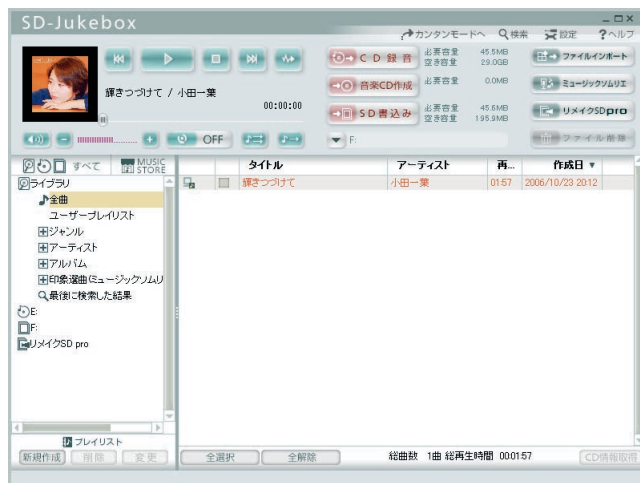 SD-Jukebox
カンタンモードへ 検索 設定 ?ヘルプ
輝きつづけて / 小田一葉
00:00:00
OFF
CD録音 必要容量 45.5MB
空き容量 29.0GB
音楽CD作成 必要容量 0.0MB
SD書込み 必要容量 45.6MB
空き容量 195.9MB
F:
ファイルインポート
ミュージックソムリエ
リメイクSDpro
ファイル削除
すべて MUSIC STORE
タイトル アーティスト 再... 作成日 ▼
輝きつづけて 小田一葉 01:57 2006/10/23 20:12
ライブラリ
全曲
ユーザープレイリスト
ジャンル
アーティスト
アルバム
印象選曲(ミュージックソムリ
最後に検索した結果
E:
F:
リメイクSD pro
プレイリスト
新規作成 削除 変更
全選択 全解除 総曲数 1曲 総再生時間 00:01:57 CD情報取得